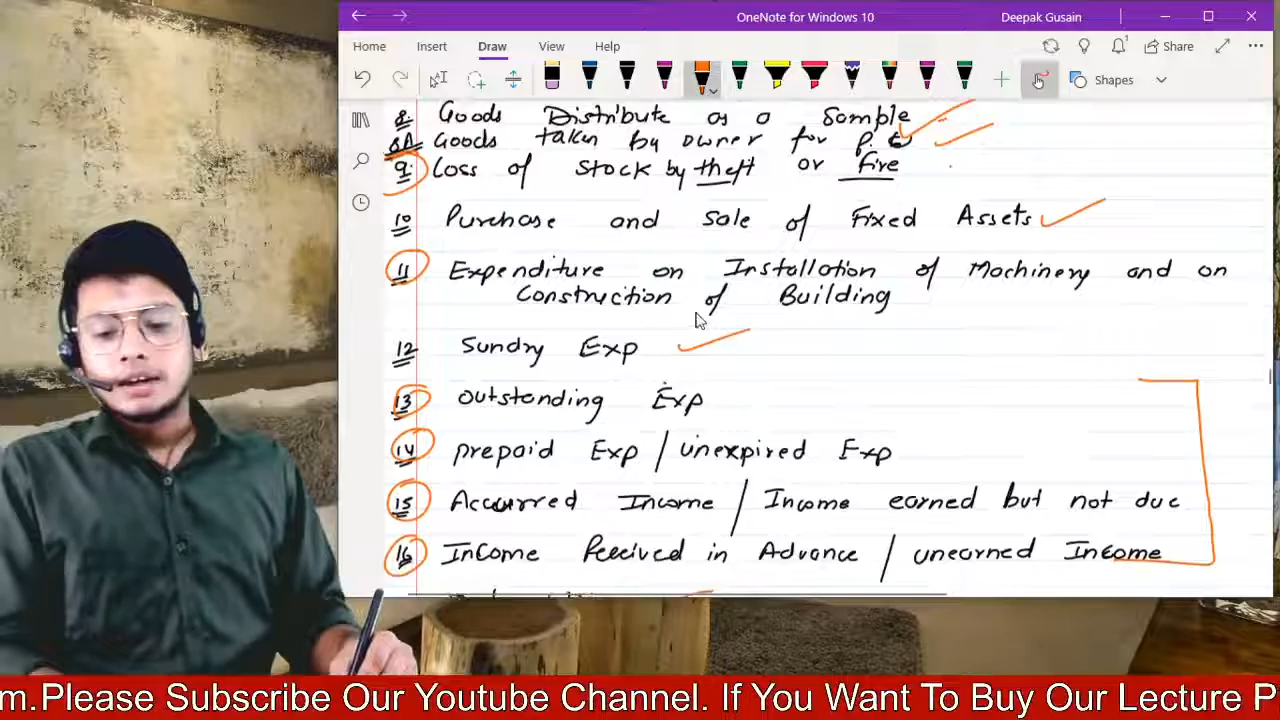 OneNote for Windows 10
Deepak Gusain
Home Insert Draw View Help
Share
Shapes
8. Goods Distribute as a Sample
8A Goods taken by owner for P.
9. Loss of stock by theft or fire
10 Purchase and sale of Fixed Assets
11 Expenditure on Installation of Machinery and on
Construction of Building
12 Sundry Exp
13 outstanding Exp
14 prepaid Exp / unexpired Exp
15 Accurred Income / Income earned but not due
16 Income Received in Advance / unearned Income
m.Please Subscribe Our Youtube Channel. If You Want To Buy Our Lecture P